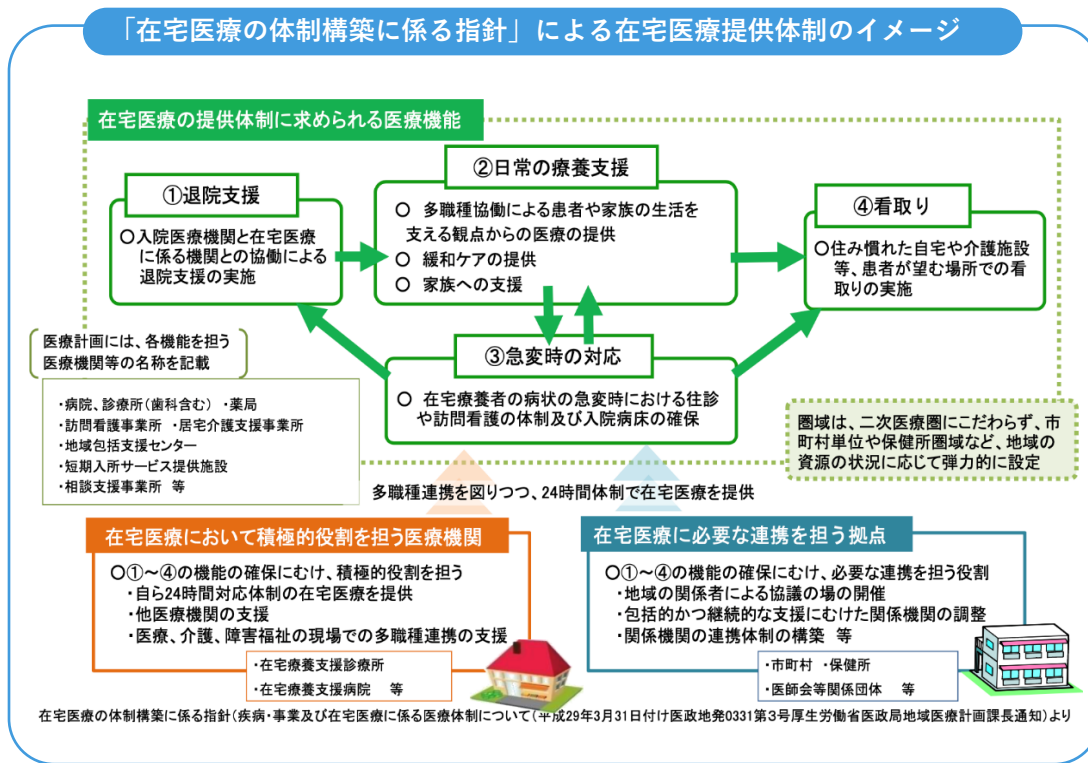 「在宅医療の体制構築に係る指針」による在宅医療提供体制のイメージ
在宅医療の提供体制に求められる医療機能
①退院支援
○入院医療機関と在宅医療
に係る機関との協働による
退院支援の実施
②日常の療養支援
○ 多職種協働による患者や家族の生活を
支える観点からの医療の提供
○ 緩和ケアの提供
○ 家族への支援
④看取り
○住み慣れた自宅や介護施設
等、患者が望む場所での看
取りの実施
③急変時の対応
○ 在宅療養者の病状の急変時における往診
や訪問看護の体制及び入院病床の確保
医療計画には、各機能を担う
医療機関等の名称を記載
・病院、診療所(歯科含む) ・薬局
・訪問看護事業所 ・居宅介護支援事業所
・地域包括支援センター
・短期入所サービス提供施設
・相談支援事業所 等
圏域は、二次医療圏にこだわらず、市
町村単位や保健所圏域など、地域の
資源の状況に応じて弾力的に設定
多職種連携を図りつつ、24時間体制で在宅医療を提供
在宅医療において積極的役割を担う医療機関
○①～④の機能の確保にむけ、積極的役割を担う
・自ら24時間対応体制の在宅医療を提供
・他医療機関の支援
・医療、介護、障害福祉の現場での多職種連携の支援
・在宅療養支援診療所
・在宅療養支援病院 等
在宅医療に必要な連携を担う拠点
○①～④の機能の確保にむけ、必要な連携を担う役割
・地域の関係者による協議の場の開催
・包括的かつ継続的な支援にむけた関係機関の調整
・関係機関の連携体制の構築 等
・市町村 ・保健所
・医師会等関係団体 等
在宅医療の体制構築に係る指針(疾病・事業及び在宅医療に係る医療体制について(平成29年3月31日付け医政地発0331第3号厚生労働省医政局地域医療計画課長通知)より